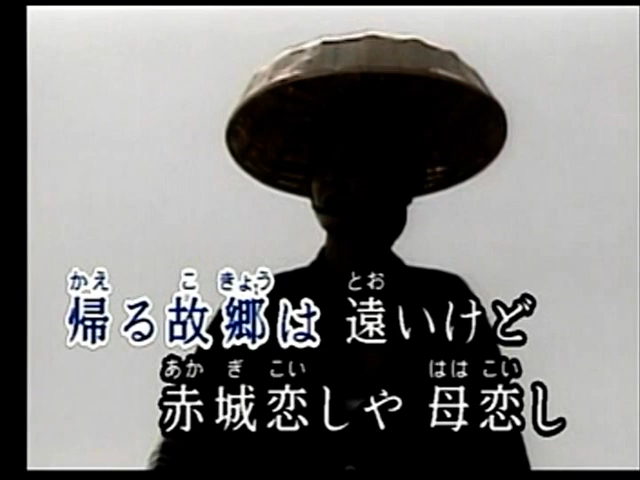 かえ こ きょう とお
帰る故郷は 遠いけど
あか ぎ こい はは こい
赤城恋しや 母恋し